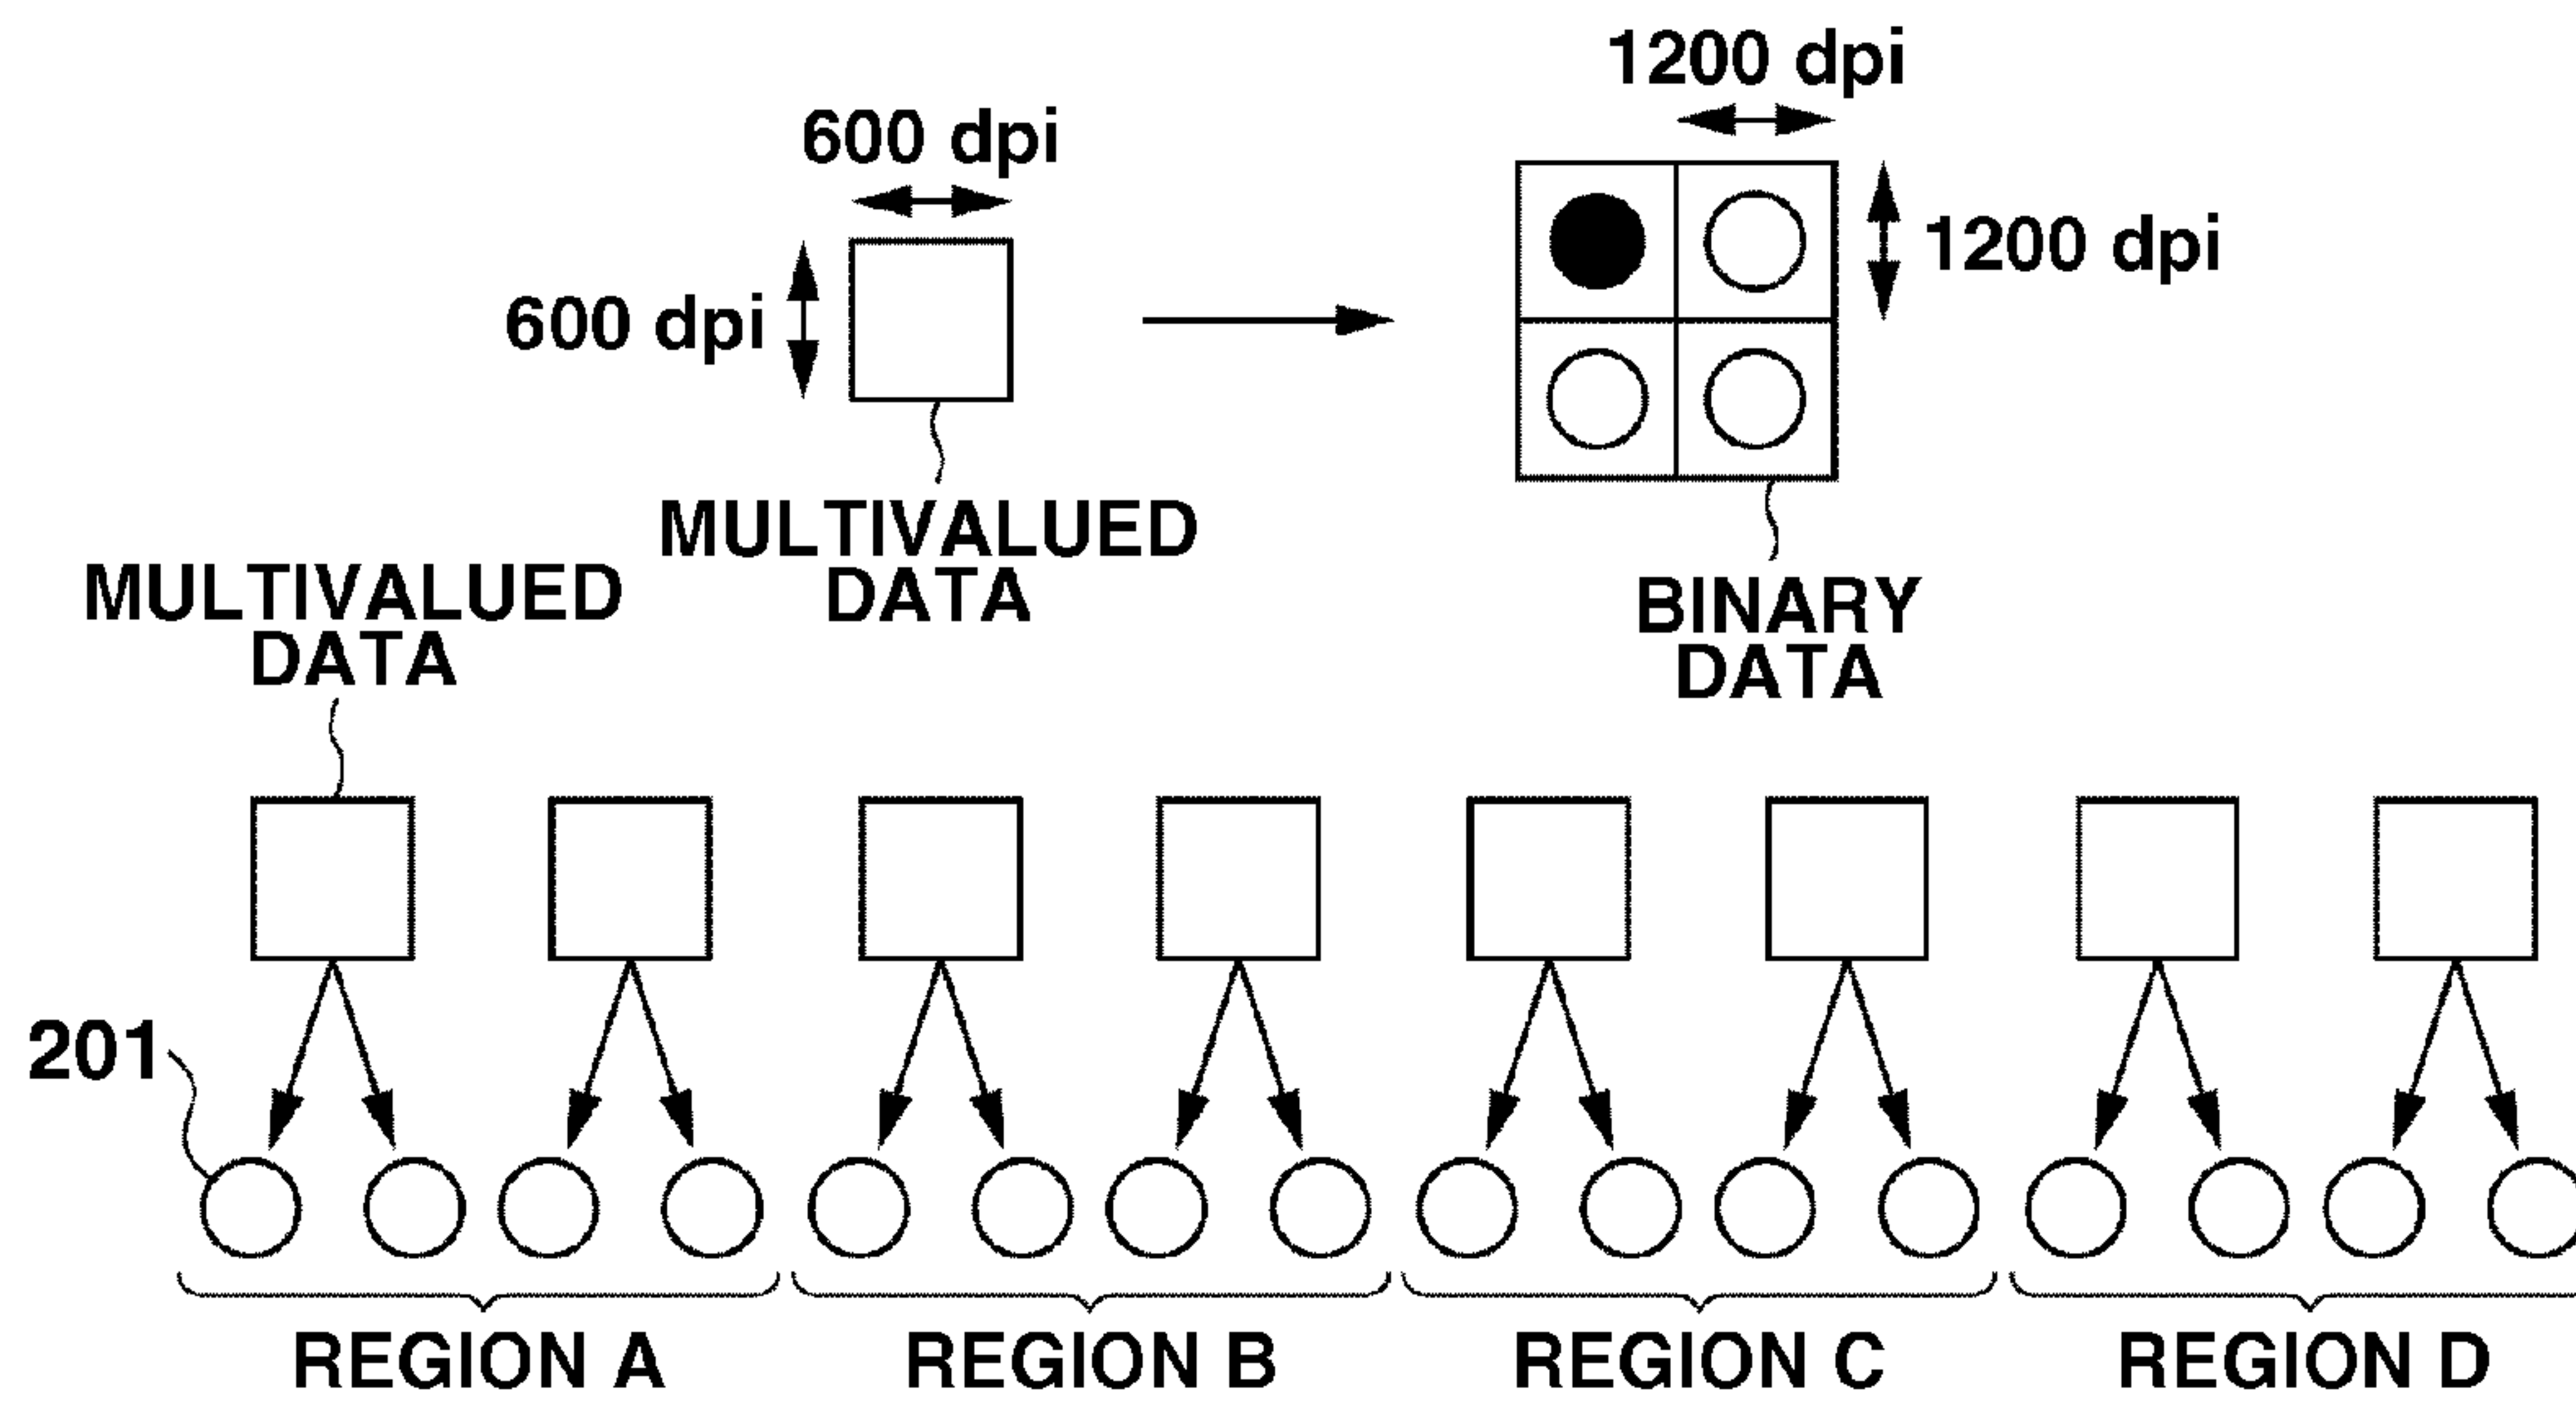 1200 dpi
600 dpi
1200 dpi
600 dpi
MULTIVALUED
DATA
BINARY
DATA
MULTIVALUED
DATA
201
REGION A
REGION B
REGION C
REGION D